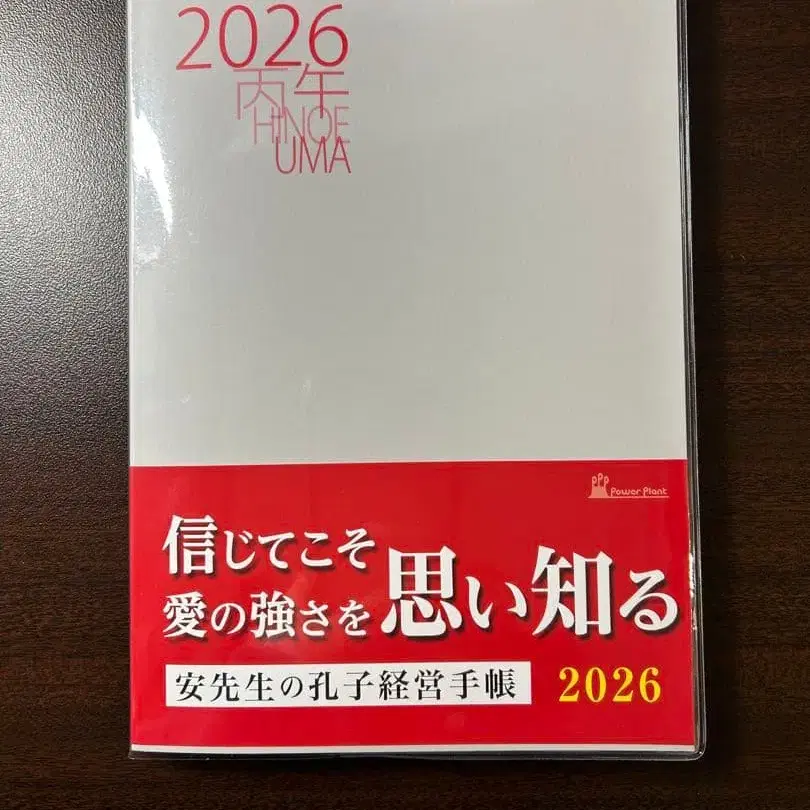 2026
丙午
HINOE
UMA
PPP
Power Plant
信じてこそ
愛の強さを思い知る
安先生の孔子経営手帳 2026